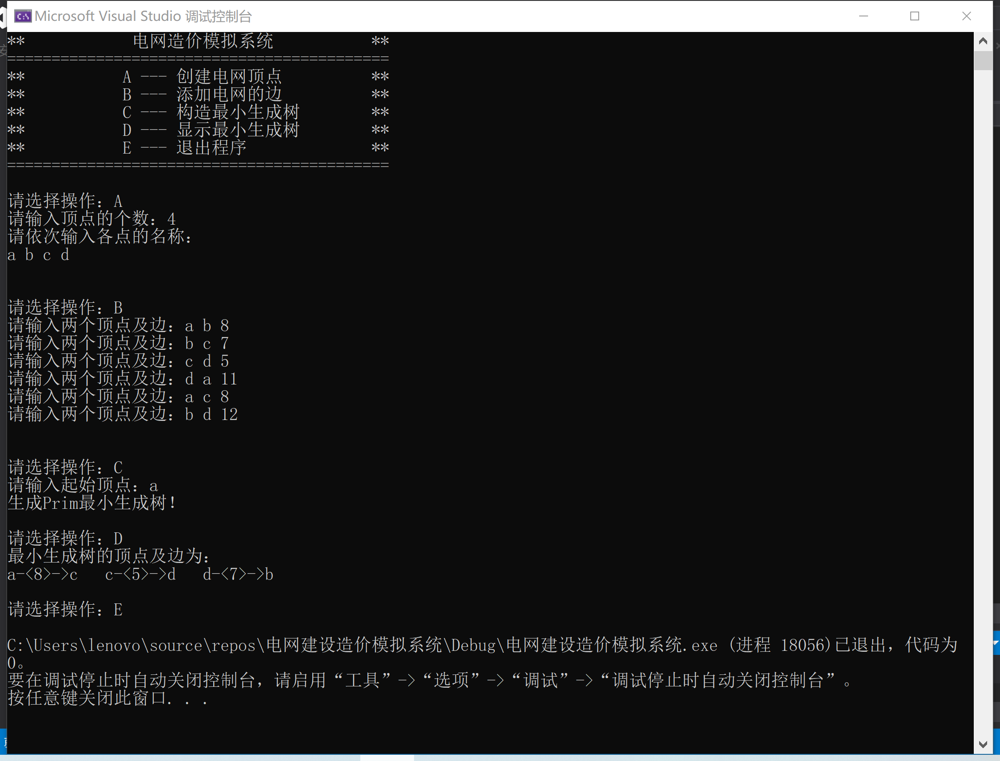 Microsoft Visual Studio 调试控制台
** 电网造价模拟系统 **
===========================================
** A --- 创建电网顶点 **
** B --- 添加电网的边 **
** C --- 构造最小生成树 **
** D --- 显示最小生成树 **
** E --- 退出程序 **
===========================================
请选择操作：A
请输入顶点的个数：4
请依次输入各点的名称：
a b c d
请选择操作：B
请输入两个顶点及边：a b 8
请输入两个顶点及边：b c 7
请输入两个顶点及边：c d 5
请输入两个顶点及边：d a 11
请输入两个顶点及边：a c 8
请输入两个顶点及边：b d 12
请选择操作：C
请输入起始顶点：a
生成Prim最小生成树！
请选择操作：D
最小生成树的顶点及边为：
a-<8>->c c-<5>->d d-<7>->b
请选择操作：E
C:\Users\lenovo\source\repos\电网建设造价模拟系统\Debug\电网建设造价模拟系统.exe (进程 18056)已退出，代码为
0。
要在调试停止时自动关闭控制台，请启用“工具”->“选项”->“调试”->“调试停止时自动关闭控制台”。
按任意键关闭此窗口. . .